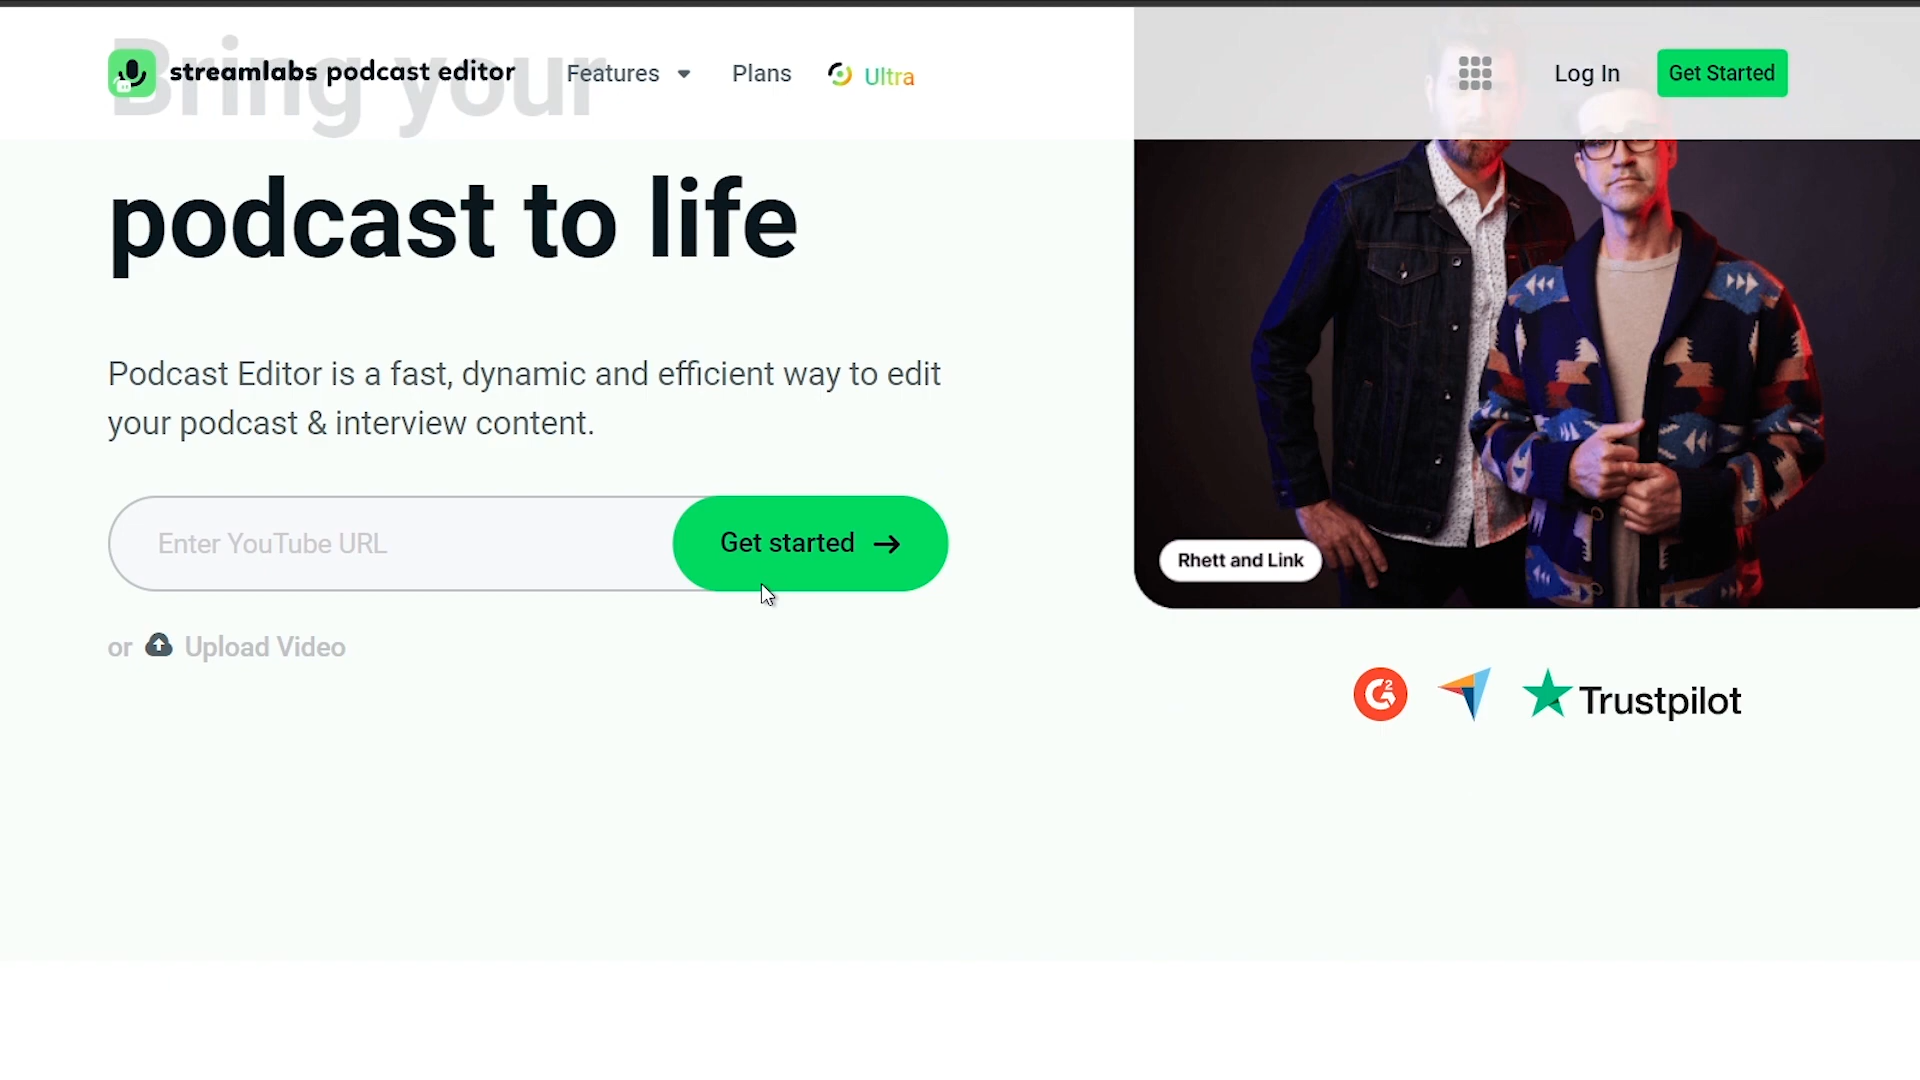 Bring your
streamlabs podcast editor
Features
Plans
Ultra
Log In
Get Started
podcast to life
Podcast Editor is a fast, dynamic and efficient way to edit
your podcast & interview content.
Enter YouTube URL
Get started
or Upload Video
Rhett and Link
G2
Trustpilot